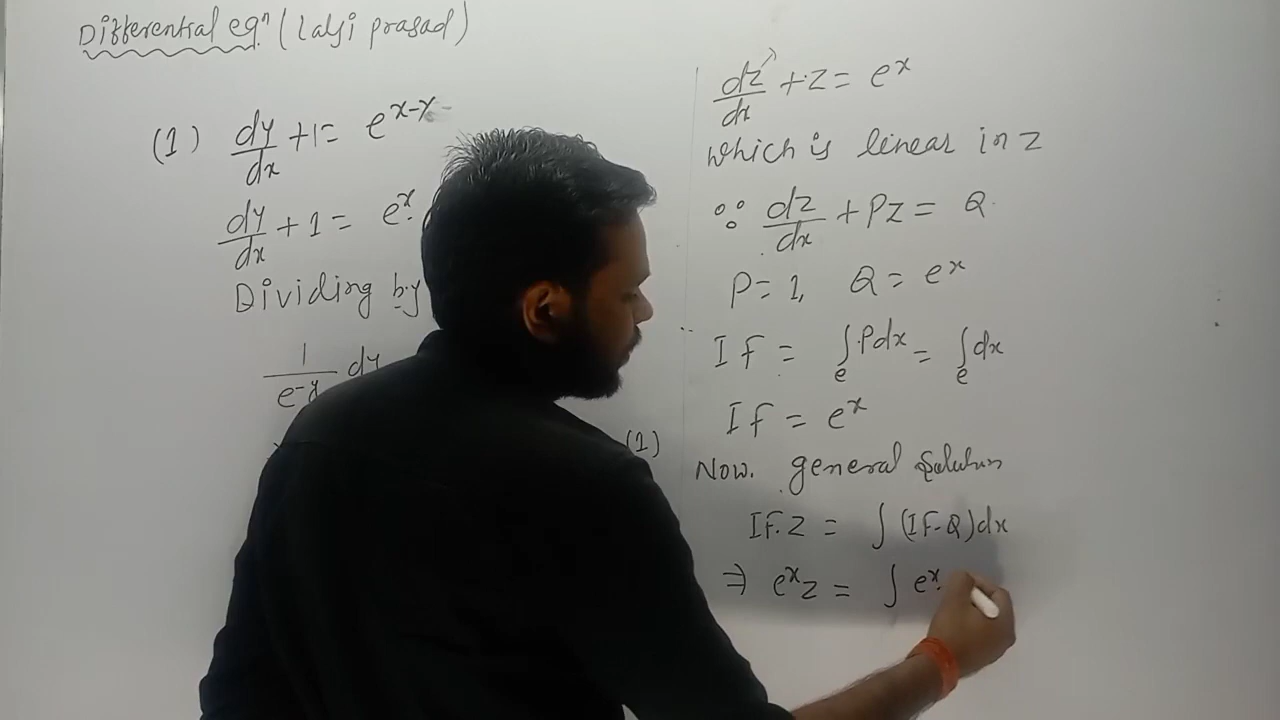 Differential eqⁿ (Lalji prasad)
(1) dy/dx + 1 = e^(x-y)
dy/dx + 1 = e^x.
Dividing by
1/e^-y dy
(1)
dz/dx + z = e^x
Which is linear in z
∵ dz/dx + Pz = Q.
P = 1, Q = e^x
IF = e^∫Pdx = e^∫dx
IF = e^x
Now. general Solution
IF.z = ∫(IF.Q)dx
⇒ e^x z = ∫e^x.